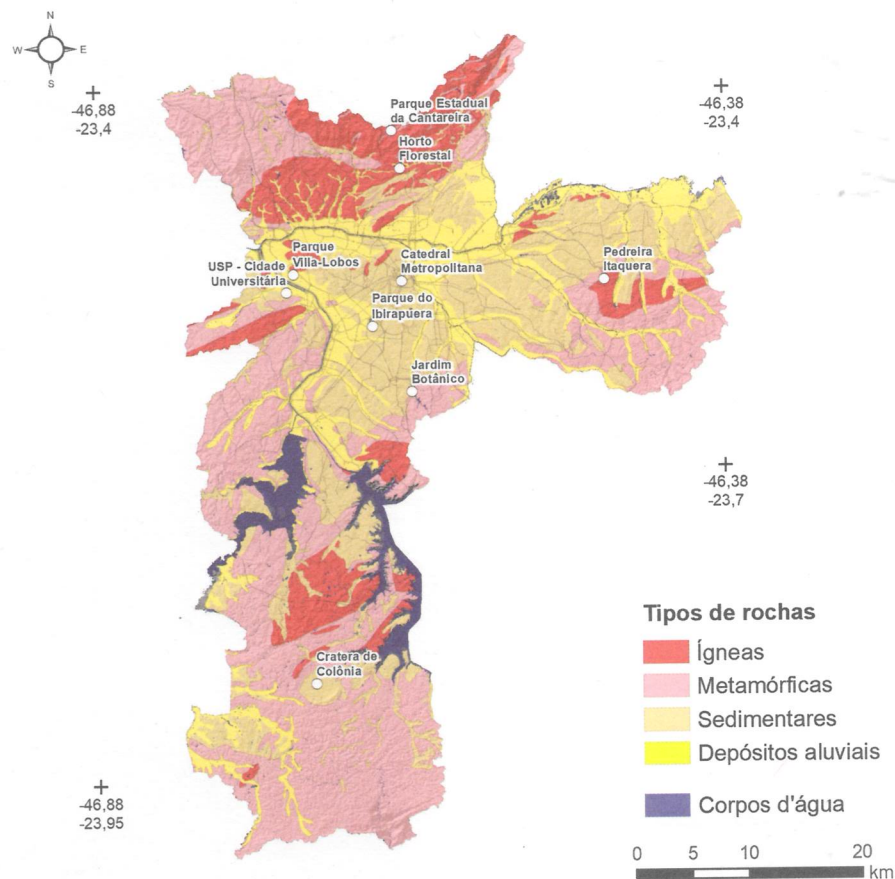 N
W E
S
-46,88
-23,4
-46,38
-23,4
Parque Estadual
da Cantareira
Horto
Florestal
Parque
Villa-Lobos
USP - Cidade
Universitária
Catedral
Metropolitana
Pedreira
Itaquera
Parque do
Ibirapuera
Jardim
Botânico
-46,38
-23,7
Cratera de
Colônia
-46,88
-23,95
Tipos de rochas
Ígneas
Metamórficas
Sedimentares
Depósitos aluviais
Corpos d'água
0 5 10 20
km